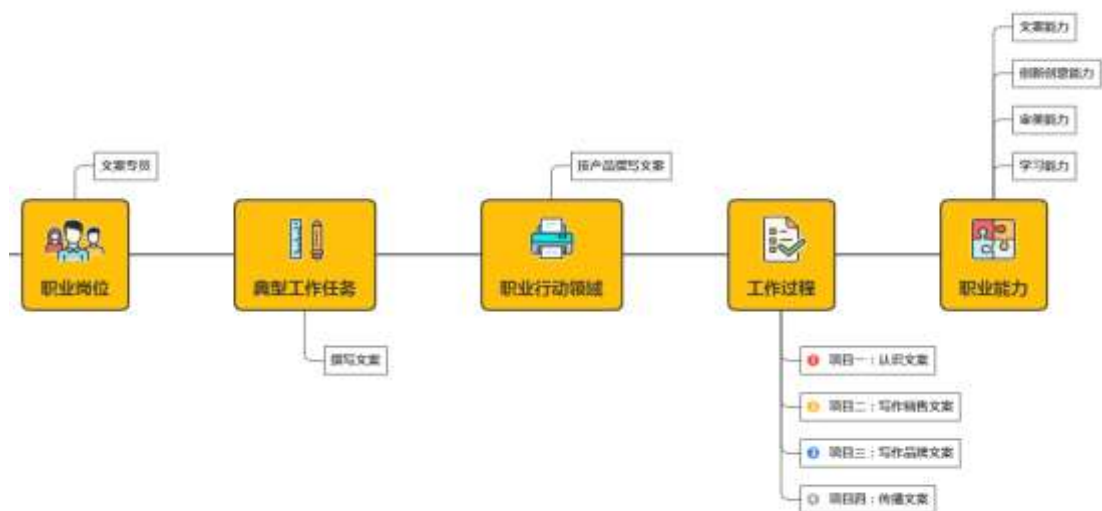 文案能力
创新创意能力
审美能力
学习能力
文案专员
按产品撰写文案
职业岗位
典型工作任务
职业行动领域
工作过程
职业能力
撰写文案
1 项目一：认识文案
2 项目二：写作销售文案
3 项目三：写作品牌文案
项目四：传播文案